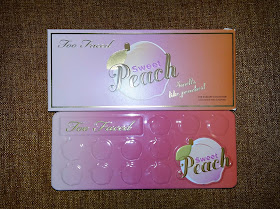 Too Faced
Sweet
Peach
Smells
like peaches!
Too Faced
Sweet
Peach